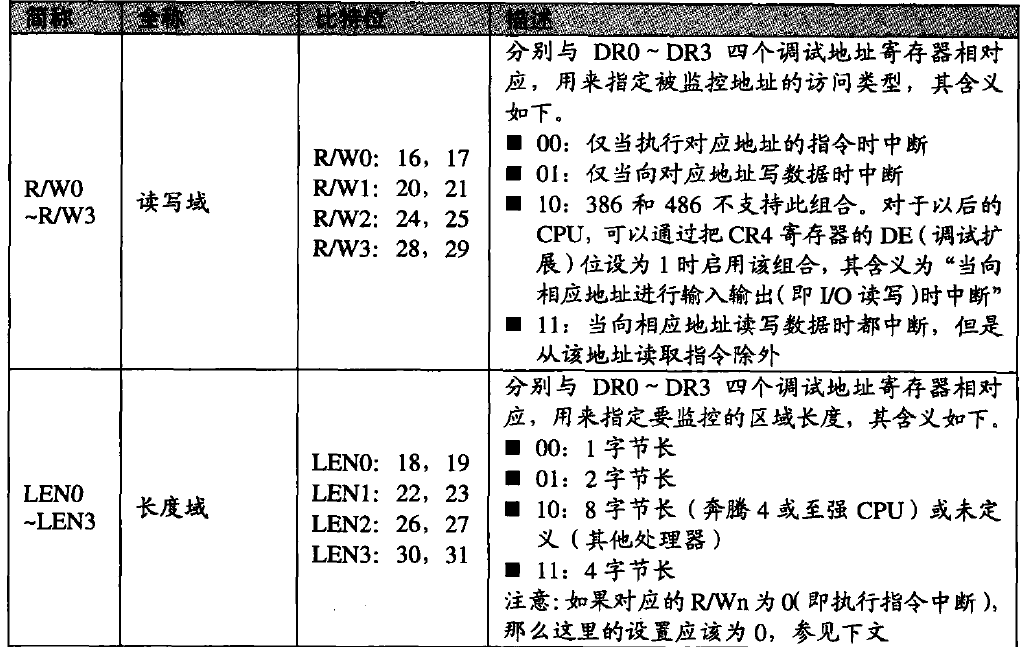 简称 全称 比特位 描述
分别与 DR0～DR3 四个调试地址寄存器相对
应，用来指定被监控地址的访问类型，其含义
如下。
■ 00：仅当执行对应地址的指令时中断
■ 01：仅当向对应地址写数据时中断
■ 10：386 和 486 不支持此组合。对于以后的
CPU，可以通过把 CR4 寄存器的 DE（调试扩
展）位设为 1 时启用该组合，其含义为“当向
相应地址进行输入输出（即 I/O 读写）时中断”
■ 11：当向相应地址读写数据时都中断，但是
从该地址读取指令除外
R/W0
~R/W3
读写域
R/W0: 16，17
R/W1: 20，21
R/W2: 24，25
R/W3: 28，29
分别与 DR0～DR3 四个调试地址寄存器相对
应，用来指定要监控的区域长度，其含义如下。
■ 00：1 字节长
■ 01：2 字节长
■ 10：8 字节长（奔腾 4 或至强 CPU）或未定
义（其他处理器）
■ 11：4 字节长
注意：如果对应的 R/Wn 为 0（即执行指令中断），
那么这里的设置应该为 0，参见下文
LEN0
~LEN3
长度域
LEN0: 18，19
LEN1: 22，23
LEN2: 26，27
LEN3: 30，31